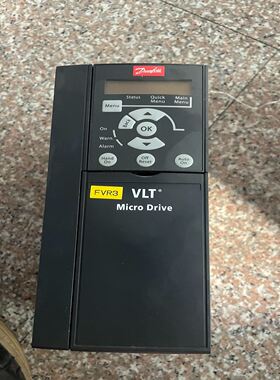 Danfoss
Status Quick Menu Main Menu
Menu
Back
OK
On
Warn.
Alarm
Hand On Off Reset Auto On
FVR3 VLT®
Micro Drive